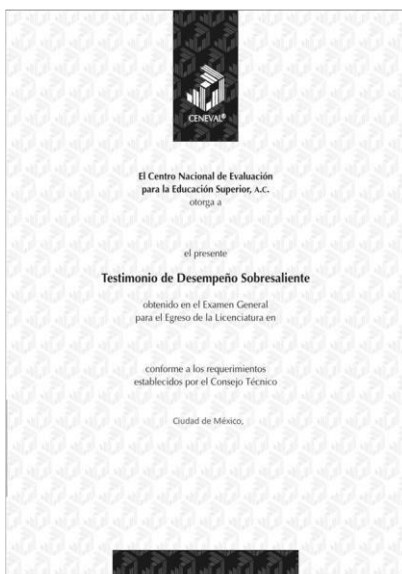 CENEVAL®
El Centro Nacional de Evaluación
para la Educación Superior, A.C.
otorga a
el presente
Testimonio de Desempeño Sobresaliente
obtenido en el Examen General
para el Egreso de la Licenciatura en
conforme a los requerimientos
establecidos por el Consejo Técnico
Ciudad de México,